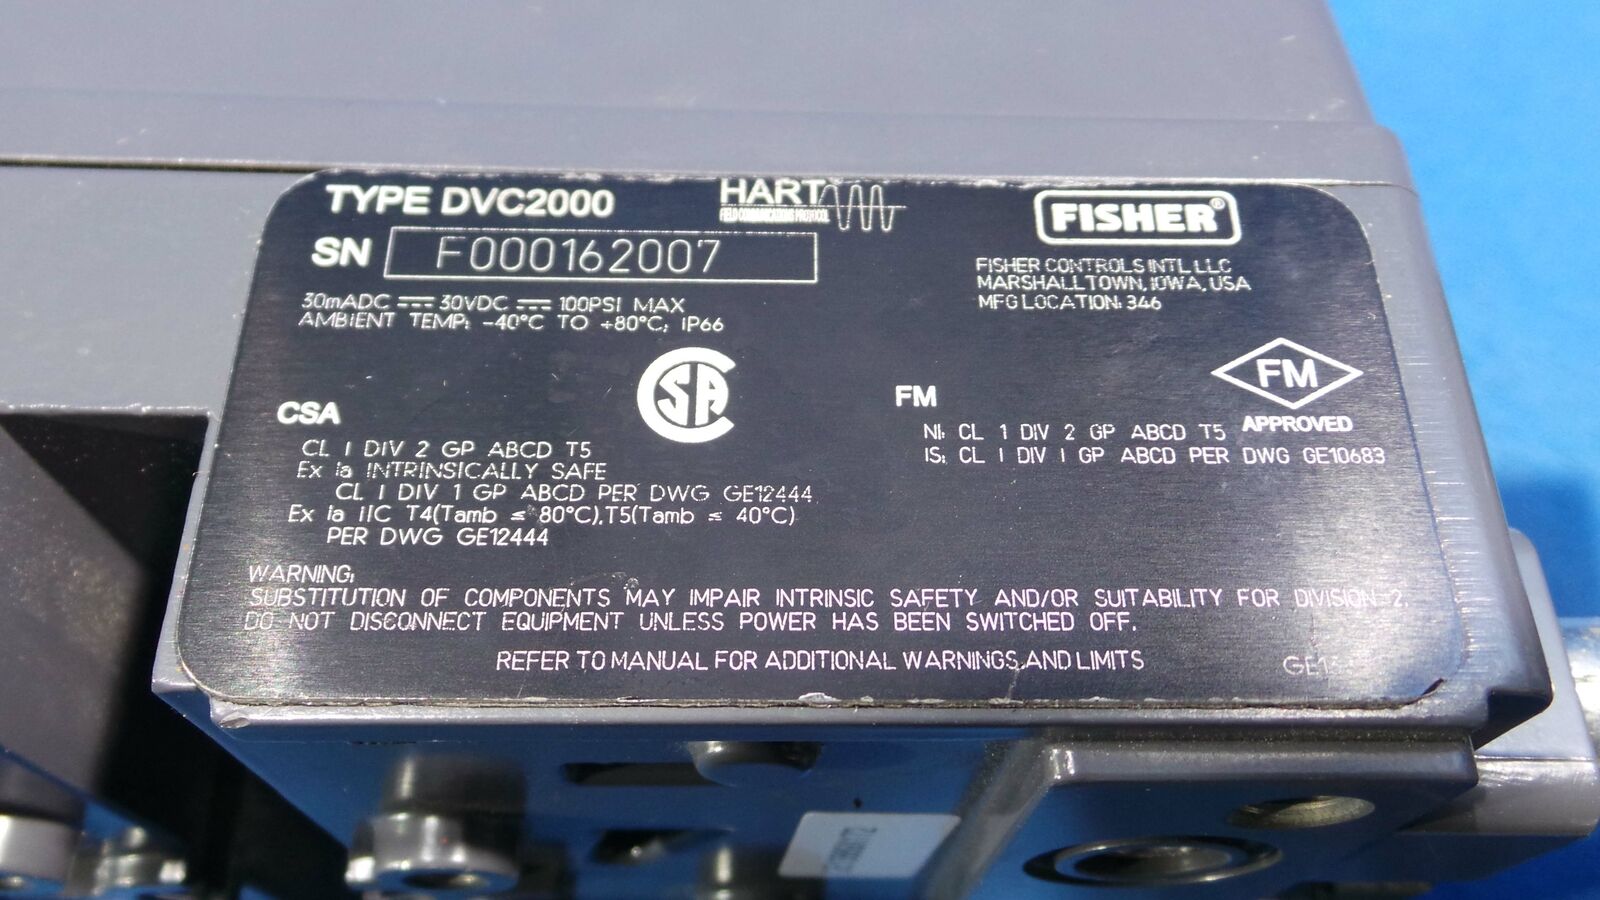 TYPE DVC2000
HART
FIELD COMMUNICATIONS PROTOCOL
FISHER®
SN F000162007
FISHER CONTROLS INTL LLC
MARSHALLTOWN, IOWA, USA
MFG LOCATION: 346
30mADC ⎓ 30VDC ⎓ 100PSI MAX
AMBIENT TEMP: -40°C TO +80°C; IP66
CSA
CSA
CL I DIV 2 GP ABCD T5
Ex ia INTRINSICALLY SAFE
CL I DIV 1 GP ABCD PER DWG GE12444
Ex ia IIC T4(Tamb ≤ 80°C),T5(Tamb ≤ 40°C)
PER DWG GE12444
FM
FM
APPROVED
NI: CL 1 DIV 2 GP ABCD T5
IS: CL I DIV I GP ABCD PER DWG GE10683
WARNING:
SUBSTITUTION OF COMPONENTS MAY IMPAIR INTRINSIC SAFETY AND/OR SUITABILITY FOR DIVISION 2.
DO NOT DISCONNECT EQUIPMENT UNLESS POWER HAS BEEN SWITCHED OFF.
REFER TO MANUAL FOR ADDITIONAL WARNINGS AND LIMITS